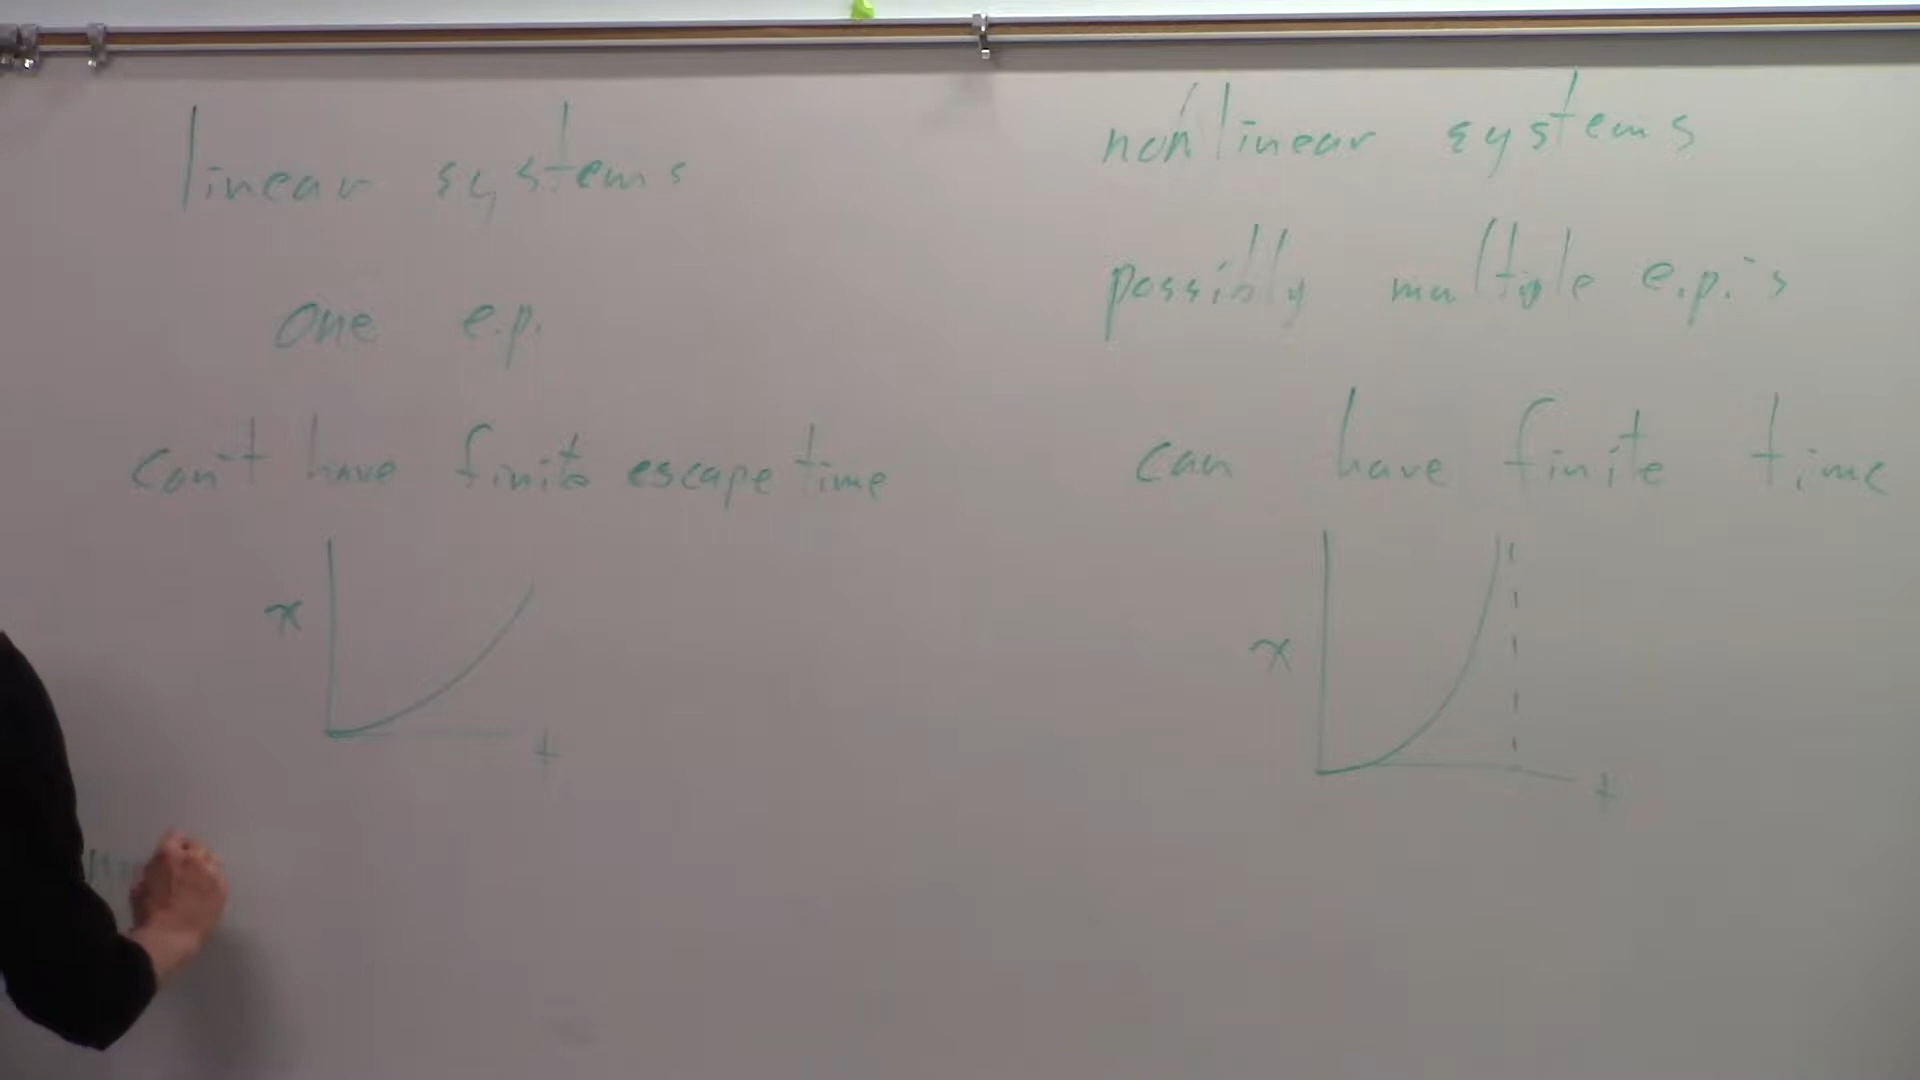 linear systems
one e.p.
can't have finite escape time
x
t
nonlinear systems
possibly multiple e.p.'s
can have finite time
x
t